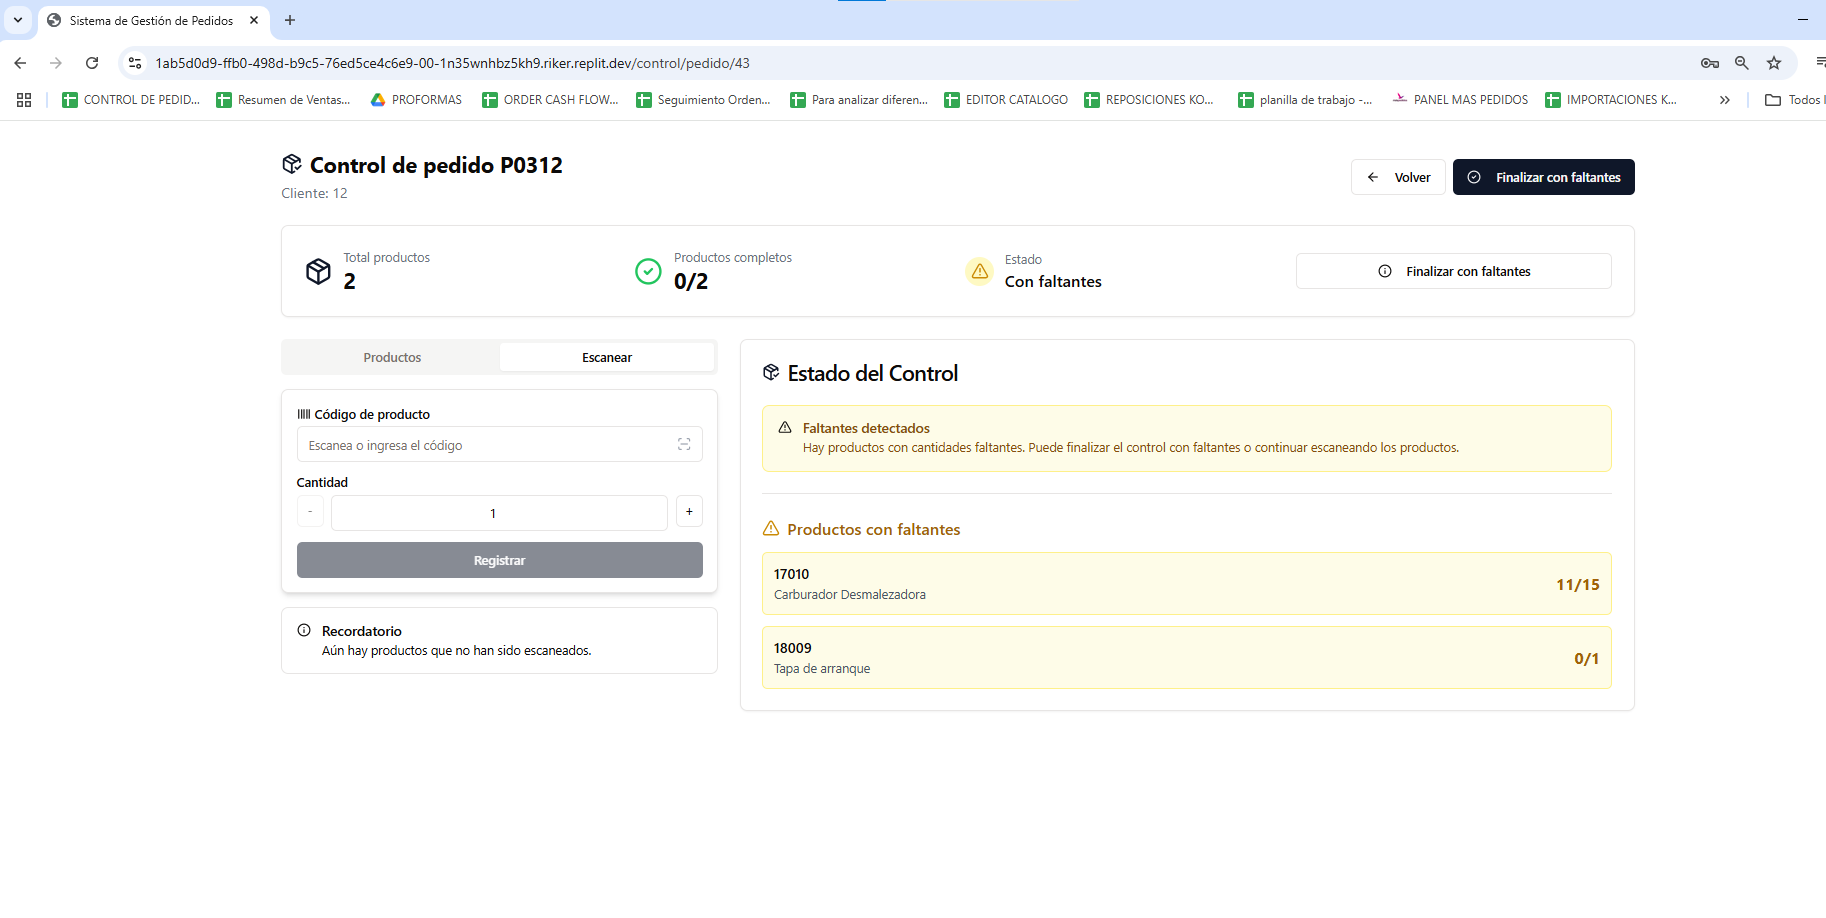 Sistema de Gestión de Pedidos
1ab5d0d9-ffb0-498d-b9c5-76ed5ce4c6e9-00-1n35wnhbz5kh9.riker.replit.dev/control/pedido/43
CONTROL DE PEDID...
Resumen de Ventas...
PROFORMAS
ORDER CASH FLOW...
Seguimiento Orden...
Para analizar diferen...
EDITOR CATALOGO
REPOSICIONES KO...
planilla de trabajo -...
PANEL MAS PEDIDOS
IMPORTACIONES K...
Todos l
Control de pedido P0312
Cliente: 12
Volver
Finalizar con faltantes
Total productos
2
Productos completos
0/2
Estado
Con faltantes
Finalizar con faltantes
Productos
Escanear
Código de producto
Escanea o ingresa el código
Cantidad
- 1 +
Registrar
Recordatorio
Aún hay productos que no han sido escaneados.
Estado del Control
Faltantes detectados
Hay productos con cantidades faltantes. Puede finalizar el control con faltantes o continuar escaneando los productos.
Productos con faltantes
17010
Carburador Desmalezadora
11/15
18009
Tapa de arranque
0/1